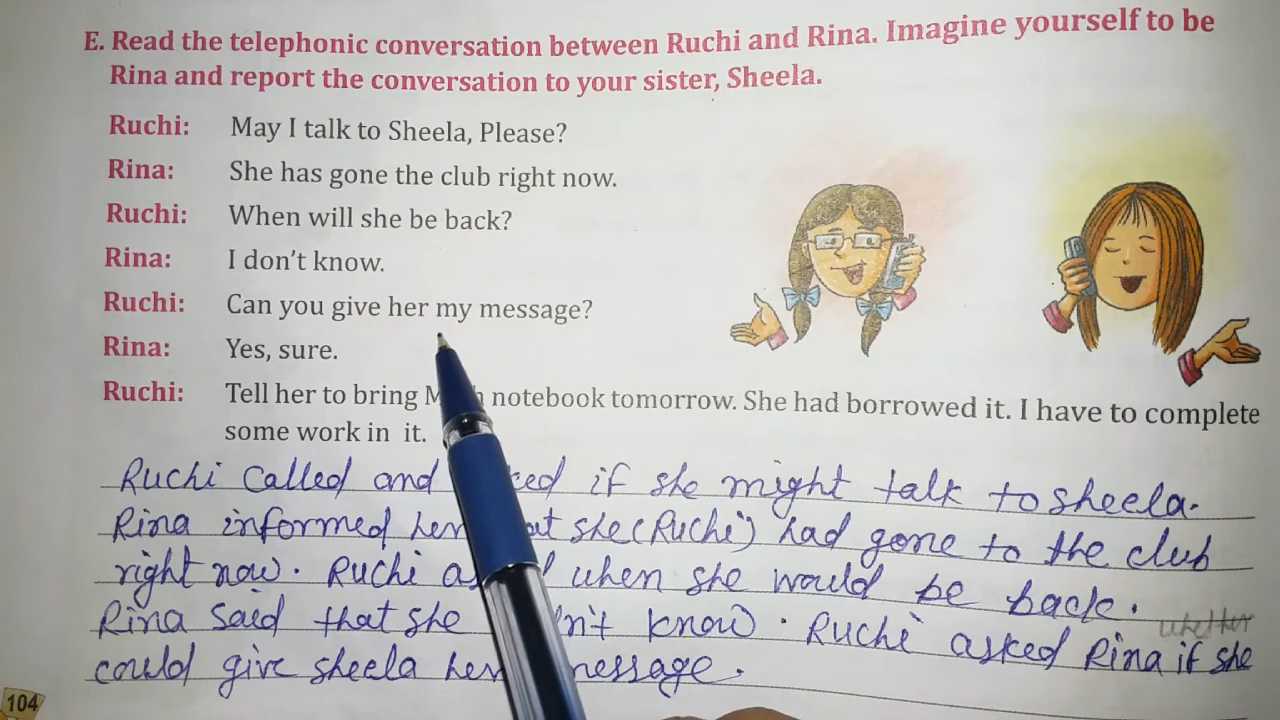 E. Read the telephonic conversation between Ruchi and Rina. Imagine yourself to be
Rina and report the conversation to your sister, Sheela.
Ruchi: May I talk to Sheela, Please?
Rina: She has gone the club right now.
Ruchi: When will she be back?
Rina: I don't know.
Ruchi: Can you give her my message?
Rina: Yes, sure.
Ruchi: Tell her to bring notebook tomorrow. She had borrowed it. I have to complete
some work in it.
Ruchi called and if she might talk to sheela.
Rina informed her she (Ruchi) had gone to the club
right now. Ruchi when she would be back.
Rina said that she know. Ruchi asked Rina if she
whether
could give sheela her message.
104